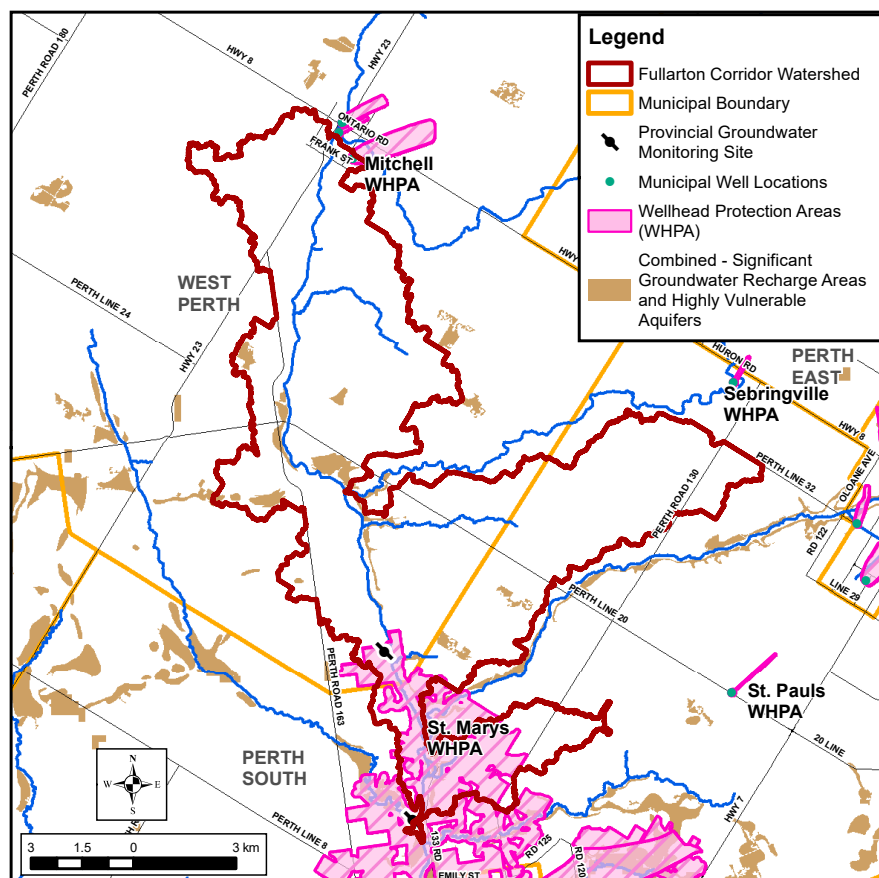 PERTH ROAD 180
HWY 8
HWY 23
ONTARIO RD
FRANK ST
Mitchell
WHPA
Legend
Fullarton Corridor Watershed
Municipal Boundary
Provincial Groundwater
Monitoring Site
Municipal Well Locations
Wellhead Protection Areas
(WHPA)
Combined - Significant
Groundwater Recharge Areas
and Highly Vulnerable
Aquifers
HWY
WEST
PERTH
PERTH LINE 24
HWY 23
HURON RD
PERTH
EAST
Sebringville
WHPA
HWY 8
PERTH LINE 32
OLOANE AVE
PERTH ROAD 130
RD 122
LINE 29
PERTH LINE 20
PERTH ROAD 163
St. Pauls
WHPA
St. Marys
WHPA
20 LINE
PERTH
SOUTH
N
W
E
S
PERTH LINE 8
HWY 7
133 RD
RD 125
RD 120
EMILY ST
3
1.5
0
3 km